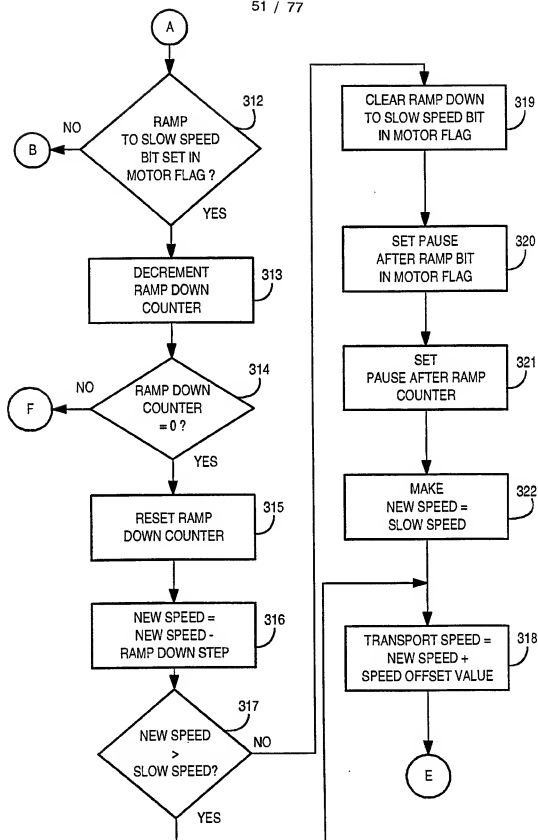 51 / 77
A
312
RAMP
TO SLOW SPEED
BIT SET IN
MOTOR FLAG ?
NO
B
YES
DECREMENT
RAMP DOWN
COUNTER
313
314
RAMP DOWN
COUNTER
= 0 ?
NO
F
YES
RESET RAMP
DOWN COUNTER
315
NEW SPEED =
NEW SPEED -
RAMP DOWN STEP
316
317
NEW SPEED
>
SLOW SPEED?
NO
YES
CLEAR RAMP DOWN
TO SLOW SPEED BIT
IN MOTOR FLAG
319
SET PAUSE
AFTER RAMP BIT
IN MOTOR FLAG
320
SET
PAUSE AFTER RAMP
COUNTER
321
MAKE
NEW SPEED =
SLOW SPEED
322
TRANSPORT SPEED =
NEW SPEED +
SPEED OFFSET VALUE
318
E